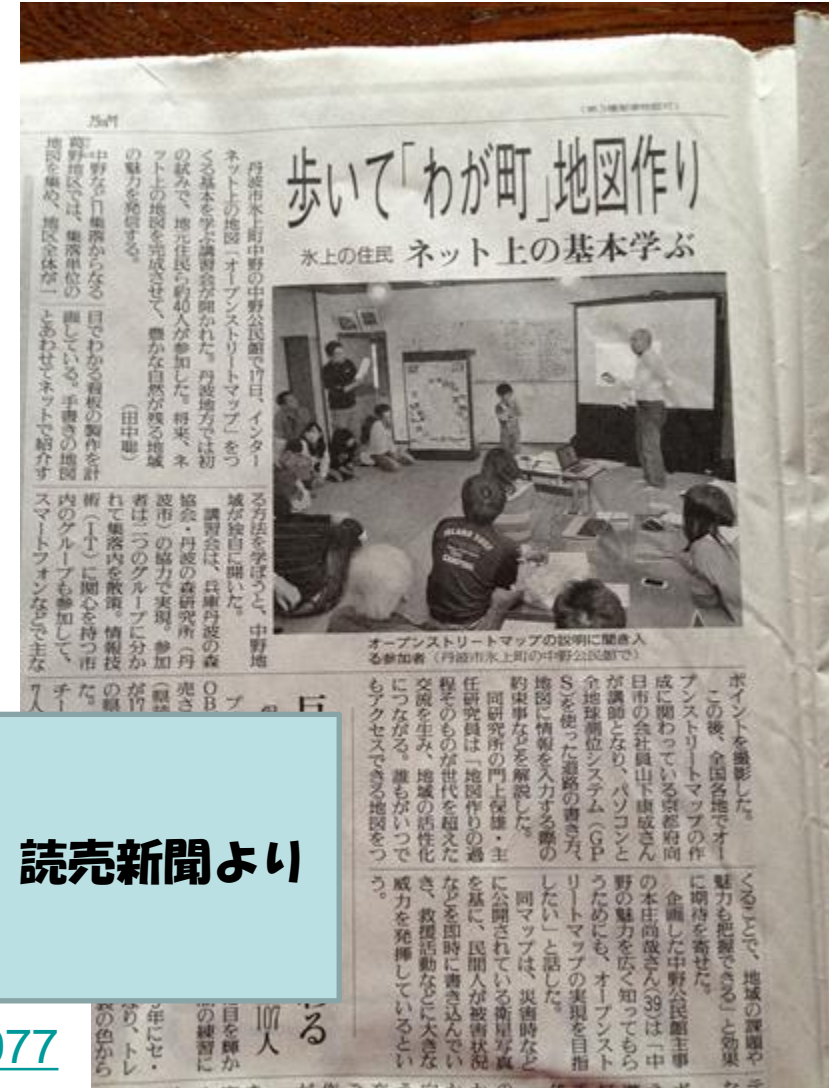 歩いて「わが町」地図作り
氷上の住民 ネット上の基本学ぶ
丹波市氷上町中野の中野公民館で17日、インター
ネット上の地図「オープンストリートマップ」をつ
くる基本を学ぶ講習会が開かれた。丹波地方では初
の試みで、地元住民ら約40人が参加した。将来、ネ
ット上の地図を完成させて、豊かな自然が残る地域
の魅力を発信する。
（田中聡）
中野など 集落からなる
葛野地区では、集落単位の
地図を集め、地区全体が一
目でわかる看板の製作を計
画している。手書きの地図
とあわせてネットで紹介す
る方法を学ぼうと、中野地
域が独自に開いた。
講習会は、兵庫丹波の森
協会・丹波の森研究所（丹
波市）の協力で実現。参加
者は二つのグループに分か
れて集落内を散策。情報技
術（IT）に関心を持つ市
内のグループも参加して、
スマートフォンなどで主な
ポイントを撮影した。
この後、全国各地でオー
プンストリートマップの作
成に関わっている京都府向
日市の会社員山下康成さん
が講師となり、パソコンと
全地球測位システム（GP
S）を使った道路の書き方、
地図に情報を入力する際の
約束事などを解説した。
同研究所の門上保雄・主
任研究員は「地図作りの過
程そのものが世代を超えた
交流を生み、地域の活性化
につながる。誰もがいつで
もアクセスできる地図をつ
くることで、地域の課題や
魅力も把握できる」と効果
に期待を寄せた。
企画した中野公民館主事
の本庄尚哉さん(39)は「中
野の魅力を広く知ってもら
うためにも、オープンスト
リートマップの実現を目指
したい」と話した。
同マップは、災害時など
に公開されている衛星写真
を基に、民間人が被害状況
などを即時に書き込んでい
き、救援活動などに大きな
威力を発揮しているとい
う。
オープンストリートマップの説明に聞き入
る参加者（丹波市氷上町の中野公民館で）
読売新聞より
107人
077